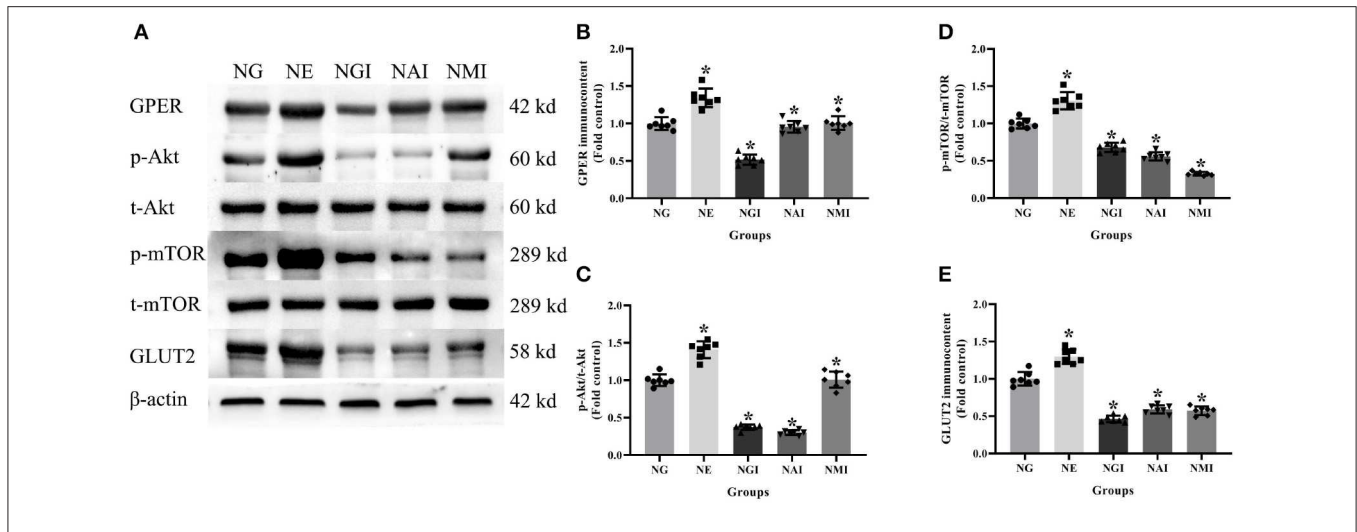 A
NG NE NGI NAI NMI
GPER 42 kd
p-Akt 60 kd
t-Akt 60 kd
p-mTOR 289 kd
t-mTOR 289 kd
GLUT2 58 kd
β-actin 42 kd
B
GPER immunocontent
(Fold control)
2.0
1.5
1.0
0.5
0.0
* * * *
NG NE NGI NAI NMI
Groups
C
p-Akt/t-Akt
(Fold control)
2.0
1.5
1.0
0.5
0.0
* * * *
NG NE NGI NAI NMI
Groups
D
p-mTOR/t-mTOR
(Fold control)
2.0
1.5
1.0
0.5
0.0
* * * *
NG NE NGI NAI NMI
Groups
E
GLUT2 immunocontent
(Fold control)
2.0
1.5
1.0
0.5
0.0
* * * *
NG NE NGI NAI NMI
Groups